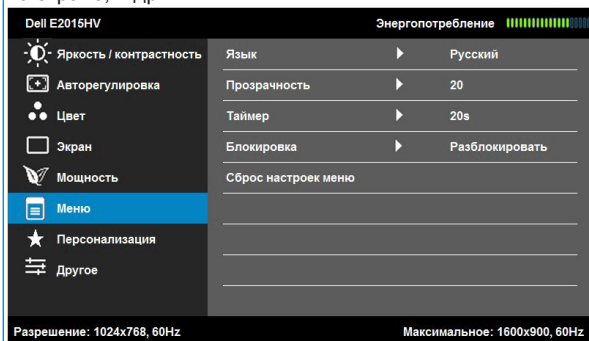 Dell E2015HV
Энергопотребление
Яркость / контрастность
Авторегулировка
Цвет
Экран
Мощность
Меню
Персонализация
Другое
Язык
Русский
Прозрачность
20
Таймер
20s
Блокировка
Разблокировать
Сброс настроек меню
Разрешение: 1024x768, 60Hz
Максимальное: 1600x900, 60Hz